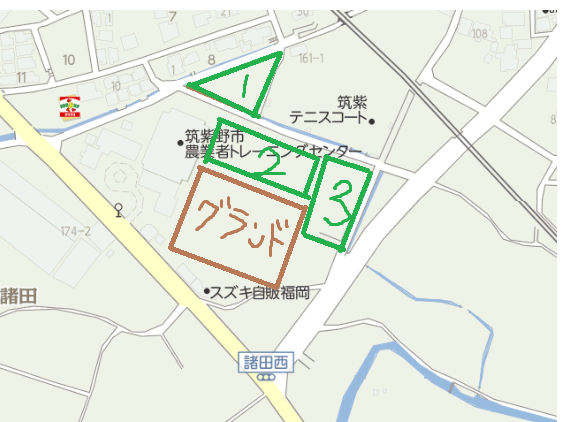 7
27
8
10
11
10
161-1
1
筑紫
テニスコート
筑紫野市
農業者トレーニングセンター
2
3
グランド
174-2
諸田
スズキ自販福岡
諸田西